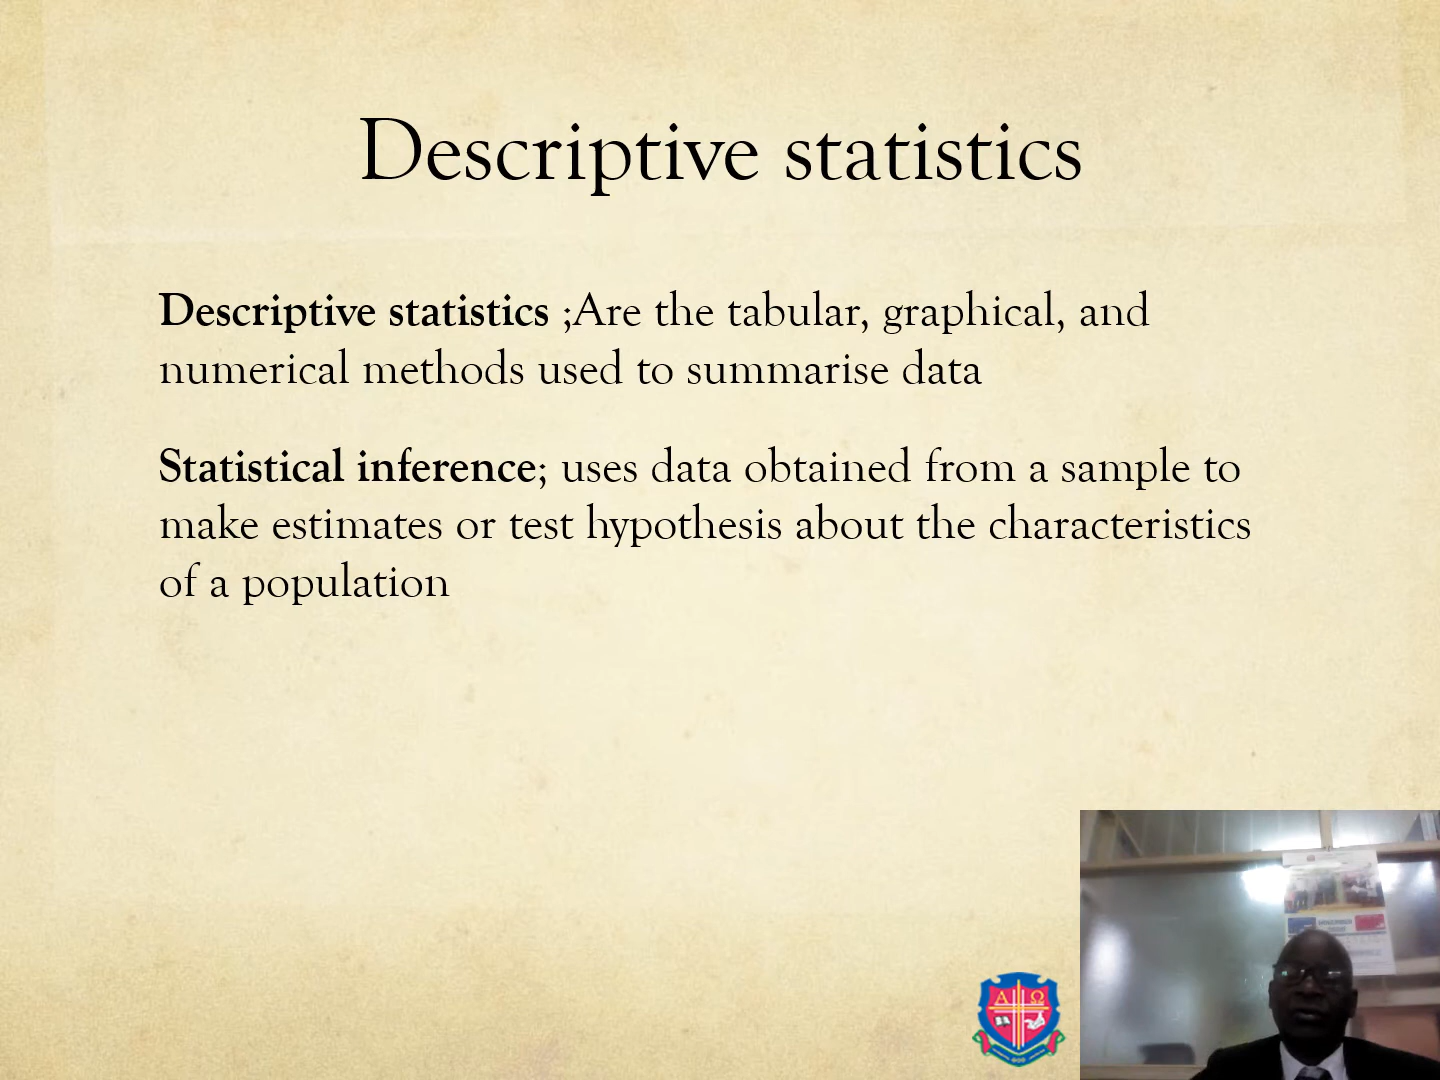 Descriptive statistics
Descriptive statistics ;Are the tabular, graphical, and
numerical methods used to summarise data
Statistical inference; uses data obtained from a sample to
make estimates or test hypothesis about the characteristics
of a population
Α Ω